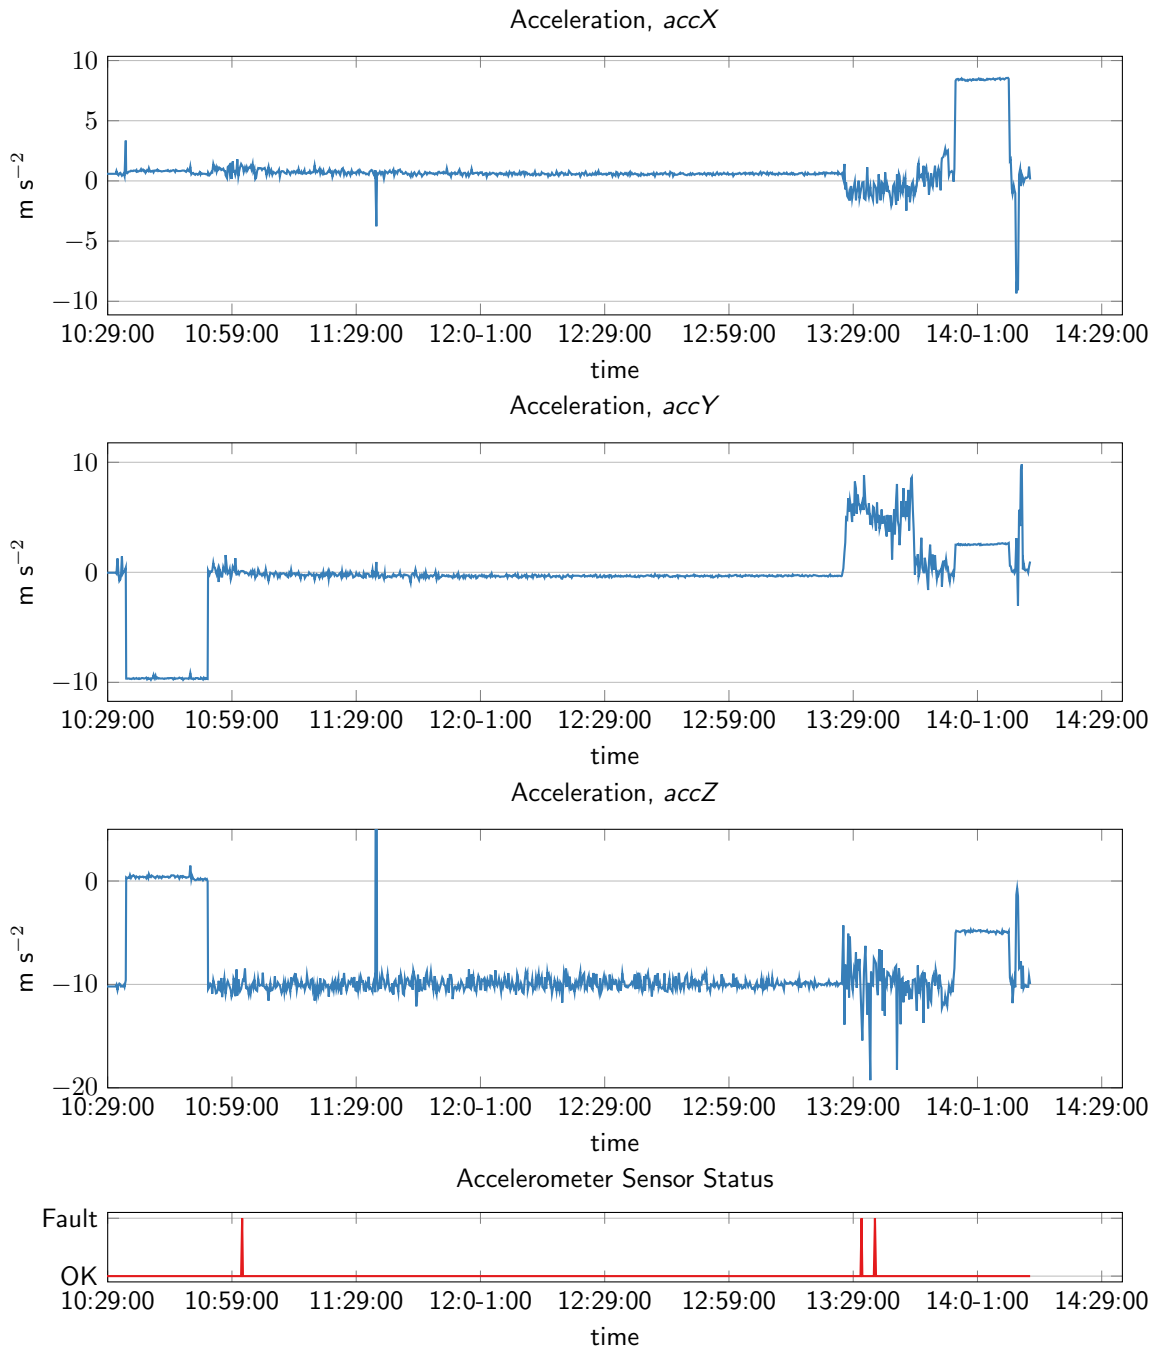 Acceleration, accX
10
5
0
−5
−10
m s−2
10:29:00 10:59:00 11:29:00 12:0-1:00 12:29:00 12:59:00 13:29:00 14:0-1:00 14:29:00
time
Acceleration, accY
10
0
−10
m s−2
10:29:00 10:59:00 11:29:00 12:0-1:00 12:29:00 12:59:00 13:29:00 14:0-1:00 14:29:00
time
Acceleration, accZ
0
−10
−20
m s−2
10:29:00 10:59:00 11:29:00 12:0-1:00 12:29:00 12:59:00 13:29:00 14:0-1:00 14:29:00
time
Accelerometer Sensor Status
Fault
OK
10:29:00 10:59:00 11:29:00 12:0-1:00 12:29:00 12:59:00 13:29:00 14:0-1:00 14:29:00
time